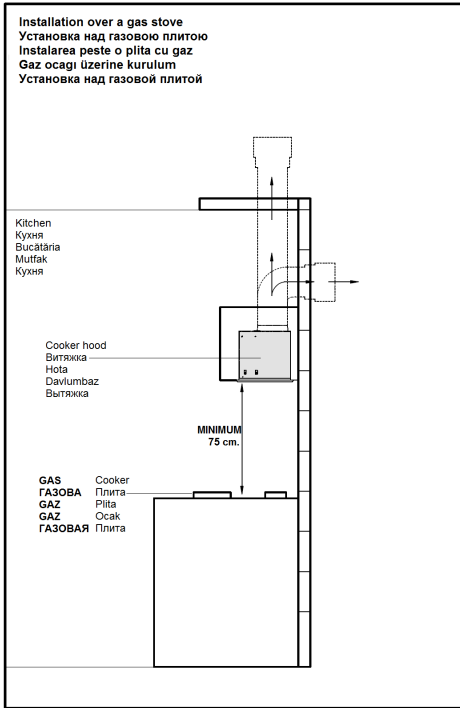 Installation over a gas stove
Установка над газовою плитою
Instalarea peste o plita cu gaz
Gaz ocagı üzerine kurulum
Установка над газовой плитой
Kitchen
Кухня
Bucătăria
Mutfak
Кухня
Cooker hood
Витяжка
Hota
Davlumbaz
Вытяжка
MINIMUM
75 cm.
GAS Cooker
ГАЗОВА Плита
GAZ Plita
GAZ Ocak
ГАЗОВАЯ Плита